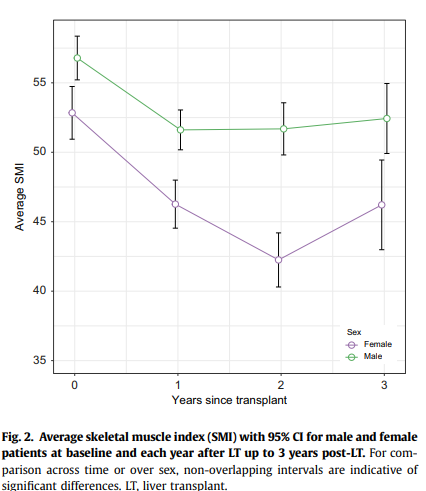 55
50
45
40
35
Average SMI
Sex
Female
Male
0 1 2 3
Years since transplant
Fig. 2. Average skeletal muscle index (SMI) with 95% CI for male and female
patients at baseline and each year after LT up to 3 years post-LT. For com-
parison across time or over sex, non-overlapping intervals are indicative of
significant differences. LT, liver transplant.